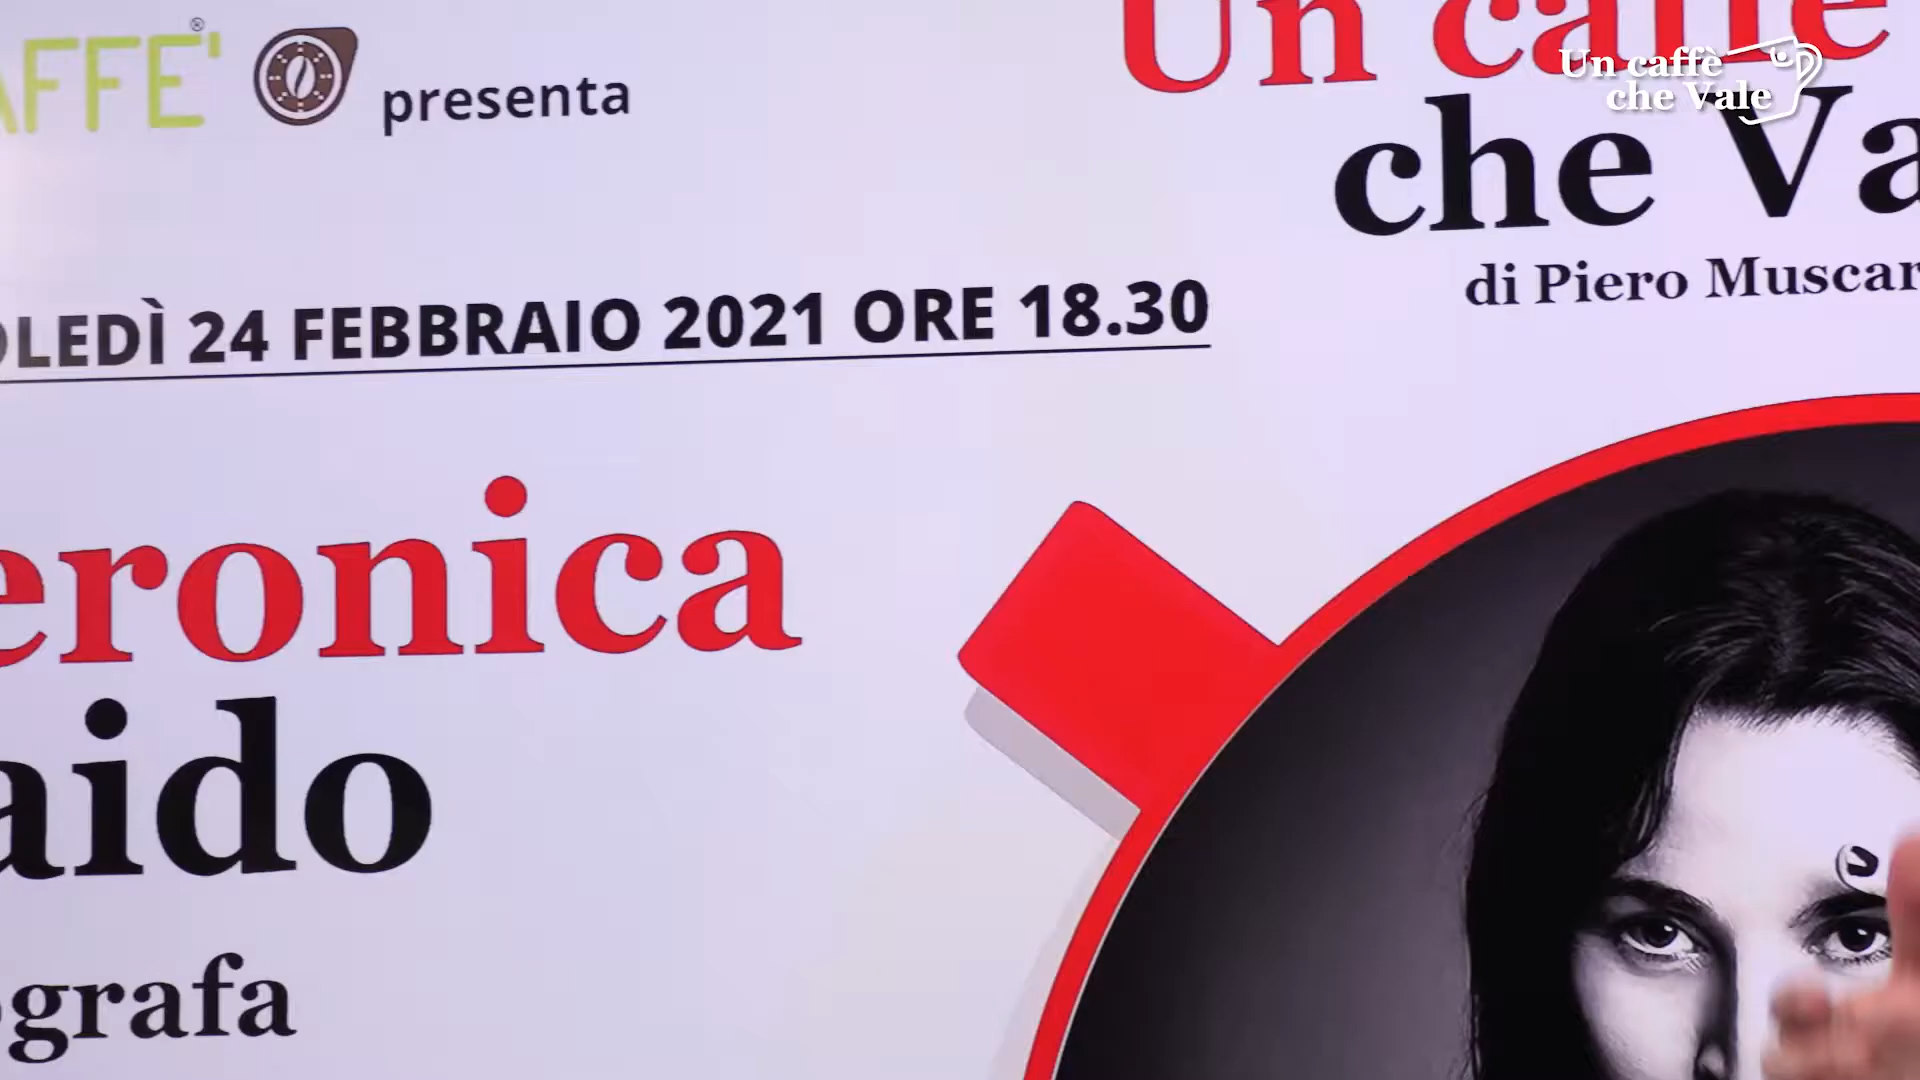 AFFE'® presenta
Un caffè
che Va
di Piero Muscar
Un caffè
che Vale
OLEDÌ 24 FEBBRAIO 2021 ORE 18.30
eronica
aido
ografa